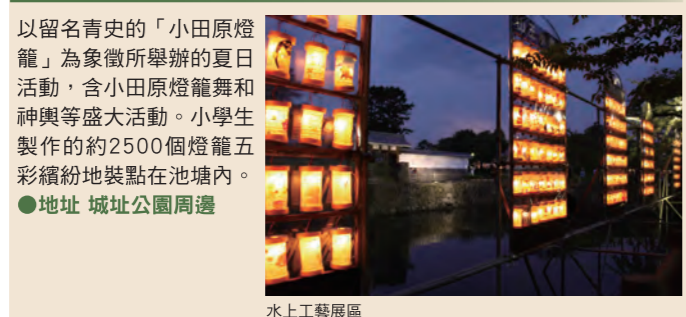 以留名青史的「小田原燈
籠」為象徵所舉辦的夏日
活動，含小田原燈籠舞和
神輿等盛大活動。小學生
製作的約2500個燈籠五
彩繽紛地裝點在池塘內。
●地址 城址公園周邊
水上工藝展區